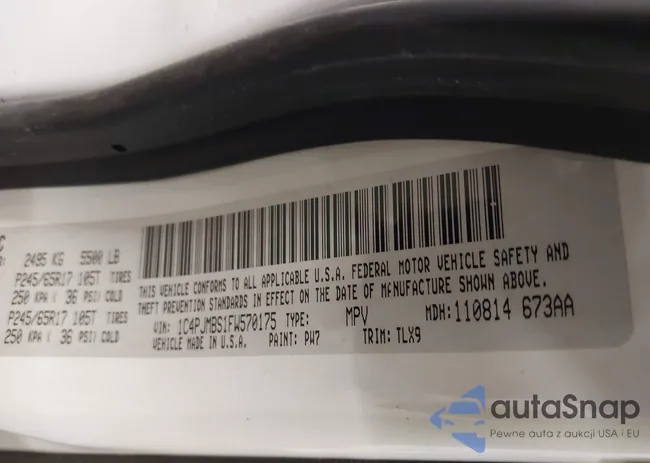 2495 KG 5500 LB
P245/65R17 105T TIRES
250 KPA ( 36 PSI) COLD
P245/65R17 105T TIRES
250 KPA ( 36 PSI) COLD
THIS VEHICLE CONFORMS TO ALL APPLICABLE U.S.A. FEDERAL MOTOR VEHICLE SAFETY AND
THEFT PREVENTION STANDARDS IN EFFECT ON THE DATE OF MANUFACTURE SHOWN ABOVE.
VIN: 1C4PJMBS1FW570175 TYPE: MPV MDH: 110814 673AA
VEHICLE MADE IN U.S.A. PAINT: PW7 TRIM: TLX9
autaSnap
Pewne auta z aukcji USA i EU